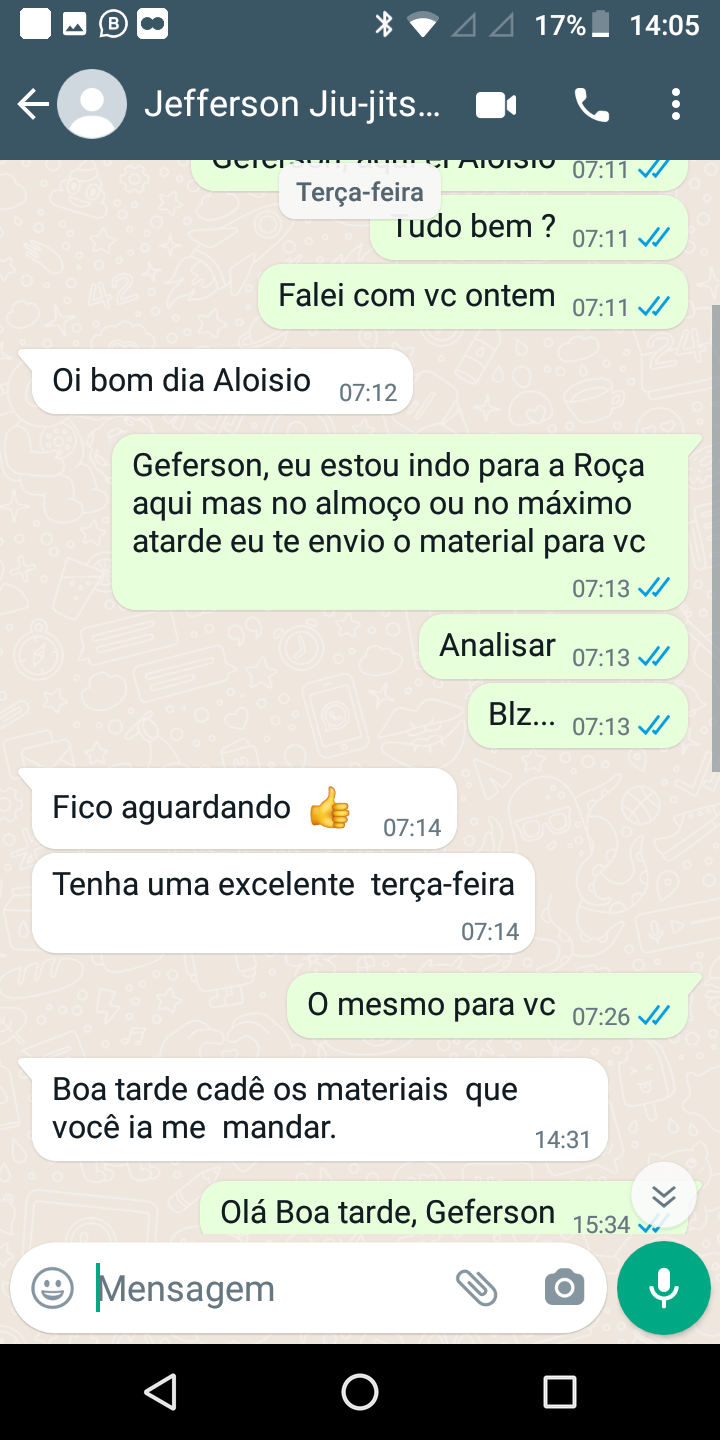 17% 14:05
Jefferson Jiu-jits...
Geferson, aqui é Aloisio 07:11
Terça-feira
Tudo bem ? 07:11
Falei com vc ontem 07:11
Oi bom dia Aloisio 07:12
Geferson, eu estou indo para a Roça
aqui mas no almoço ou no máximo
atarde eu te envio o material para vc
07:13
Analisar 07:13
Blz... 07:13
Fico aguardando 👍 07:14
Tenha uma excelente terça-feira
07:14
O mesmo para vc 07:26
Boa tarde cadê os materiais que
você ia me mandar. 14:31
Olá Boa tarde, Geferson 15:34
Mensagem